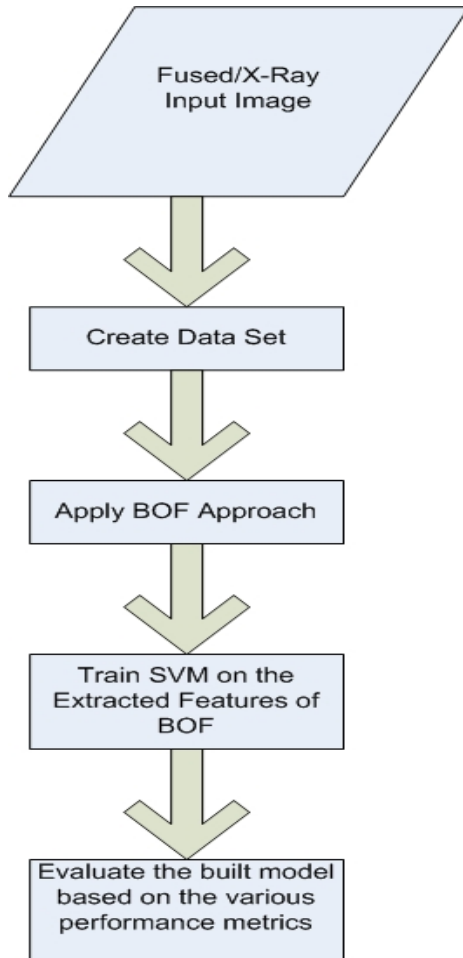 Fused/X-Ray
Input Image
Create Data Set
Apply BOF Approach
Train SVM on the
Extracted Features of
BOF
Evaluate the built model
based on the various
performance metrics